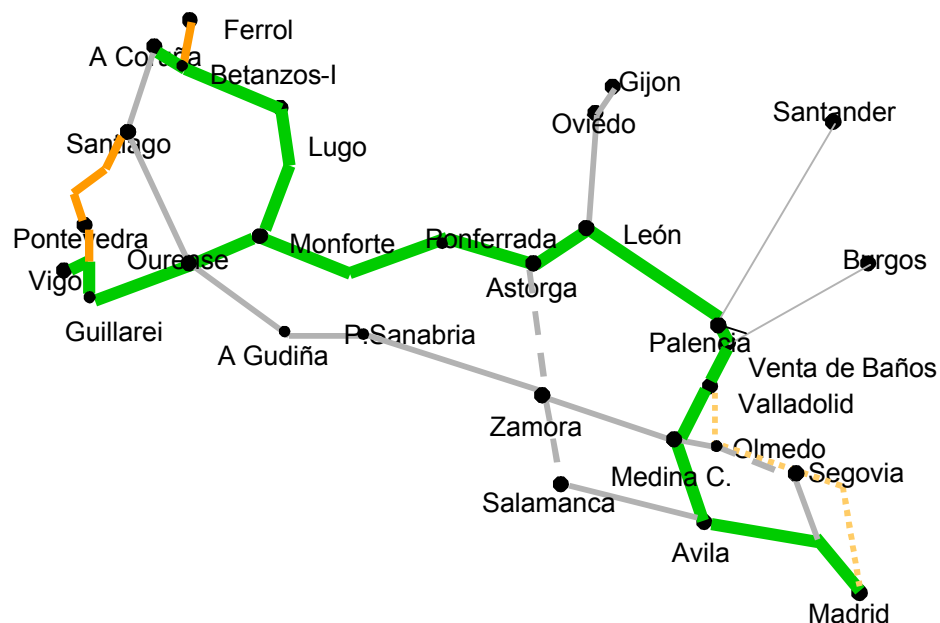 Ferrol
A Coruña
Betanzos-I
Gijon
Santander
Oviedo
Santiago
Lugo
Pontevedra
Ourense
Monforte
Ponferrada
León
Burgos
Vigo
Astorga
Guillarei
A Gudiña
P.Sanabria
Palencia
Venta de Baños
Valladolid
Zamora
Olmedo
Medina C.
Segovia
Salamanca
Avila
Madrid